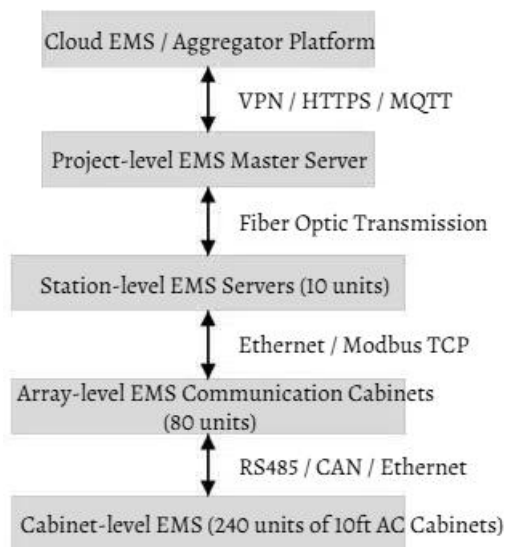 Cloud EMS / Aggregator Platform
VPN / HTTPS / MQTT
Project-level EMS Master Server
Fiber Optic Transmission
Station-level EMS Servers (10 units)
Ethernet / Modbus TCP
Array-level EMS Communication Cabinets
(80 units)
RS485 / CAN / Ethernet
Cabinet-level EMS (240 units of 10ft AC Cabinets)